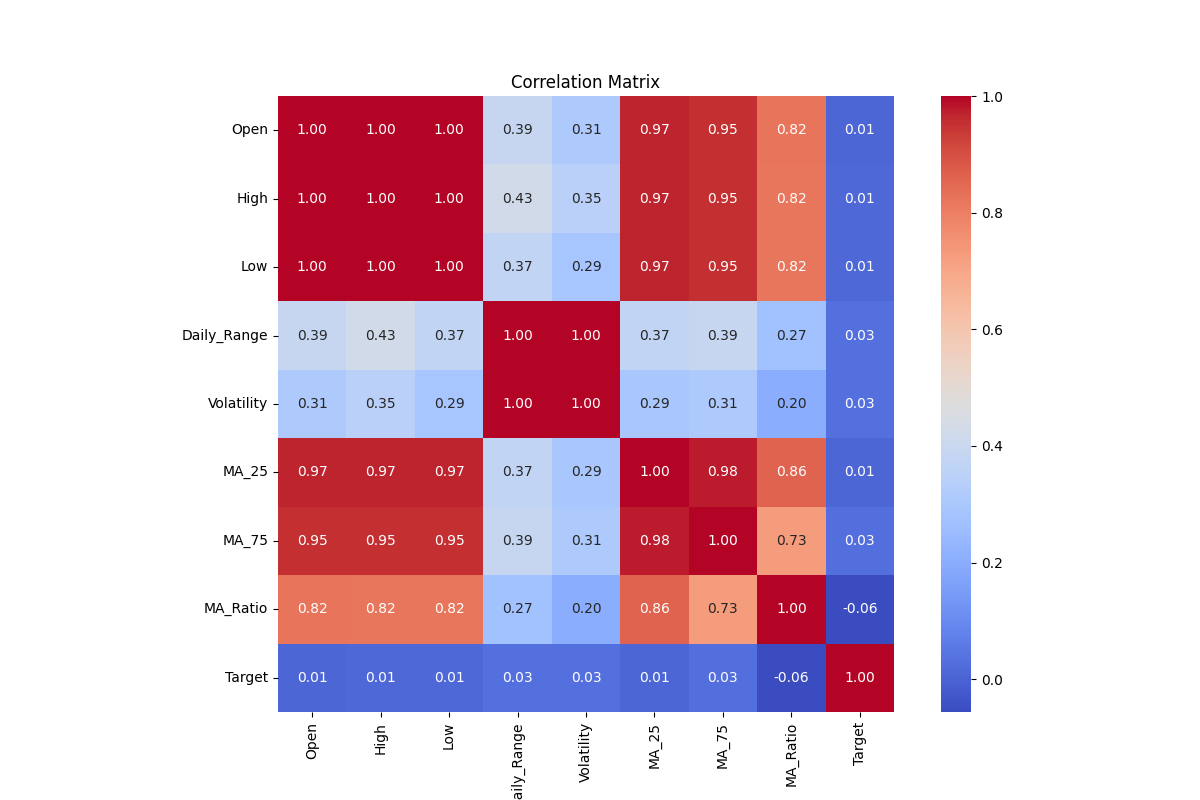 Correlation Matrix
Open 1.00 1.00 1.00 0.39 0.31 0.97 0.95 0.82 0.01
High 1.00 1.00 1.00 0.43 0.35 0.97 0.95 0.82 0.01
Low 1.00 1.00 1.00 0.37 0.29 0.97 0.95 0.82 0.01
Daily_Range 0.39 0.43 0.37 1.00 1.00 0.37 0.39 0.27 0.03
Volatility 0.31 0.35 0.29 1.00 1.00 0.29 0.31 0.20 0.03
MA_25 0.97 0.97 0.97 0.37 0.29 1.00 0.98 0.86 0.01
MA_75 0.95 0.95 0.95 0.39 0.31 0.98 1.00 0.73 0.03
MA_Ratio 0.82 0.82 0.82 0.27 0.20 0.86 0.73 1.00 -0.06
Target 0.01 0.01 0.01 0.03 0.03 0.01 0.03 -0.06 1.00
Open High Low aily_Range Volatility MA_25 MA_75 MA_Ratio Target
1.0
0.8
0.6
0.4
0.2
0.0